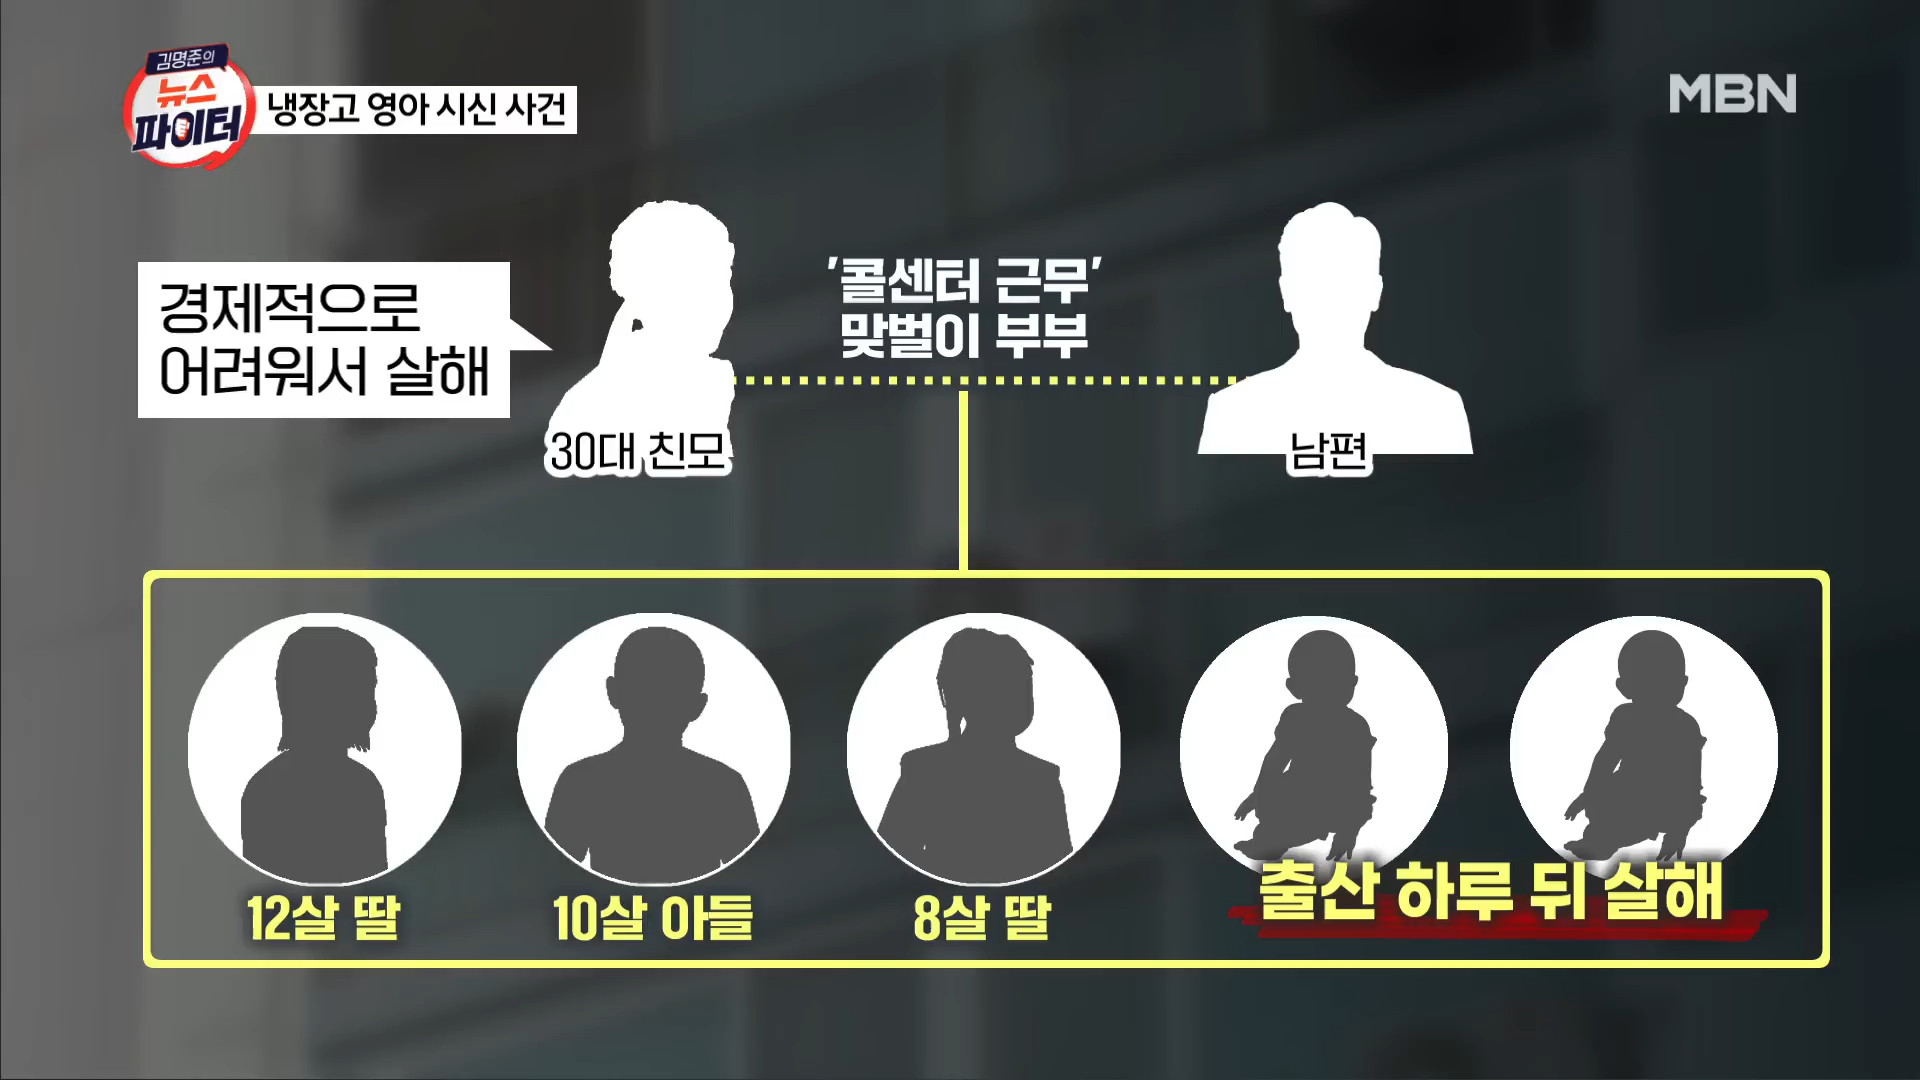 김명준의
뉴스
파이터
냉장고 영아 시신 사건
MBN
경제적으로
어려워서 살해
'콜센터 근무'
맞벌이 부부
30대 친모
남편
12살 딸
10살 아들
8살 딸
출산 하루 뒤 살해